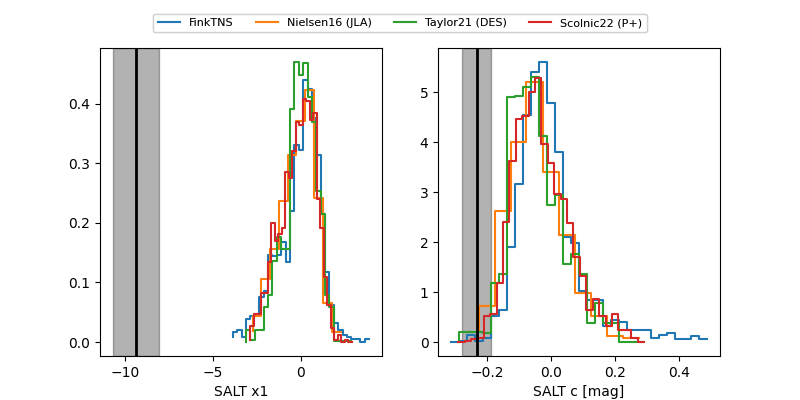 FinkTNS Nielsen16 (JLA) Taylor21 (DES) Scolnic22 (P+)
0.4
0.3
0.2
0.1
0.0
−10 −5 0
SALT x1
5
4
3
2
1
0
−0.2 0.0 0.2 0.4
SALT c [mag]